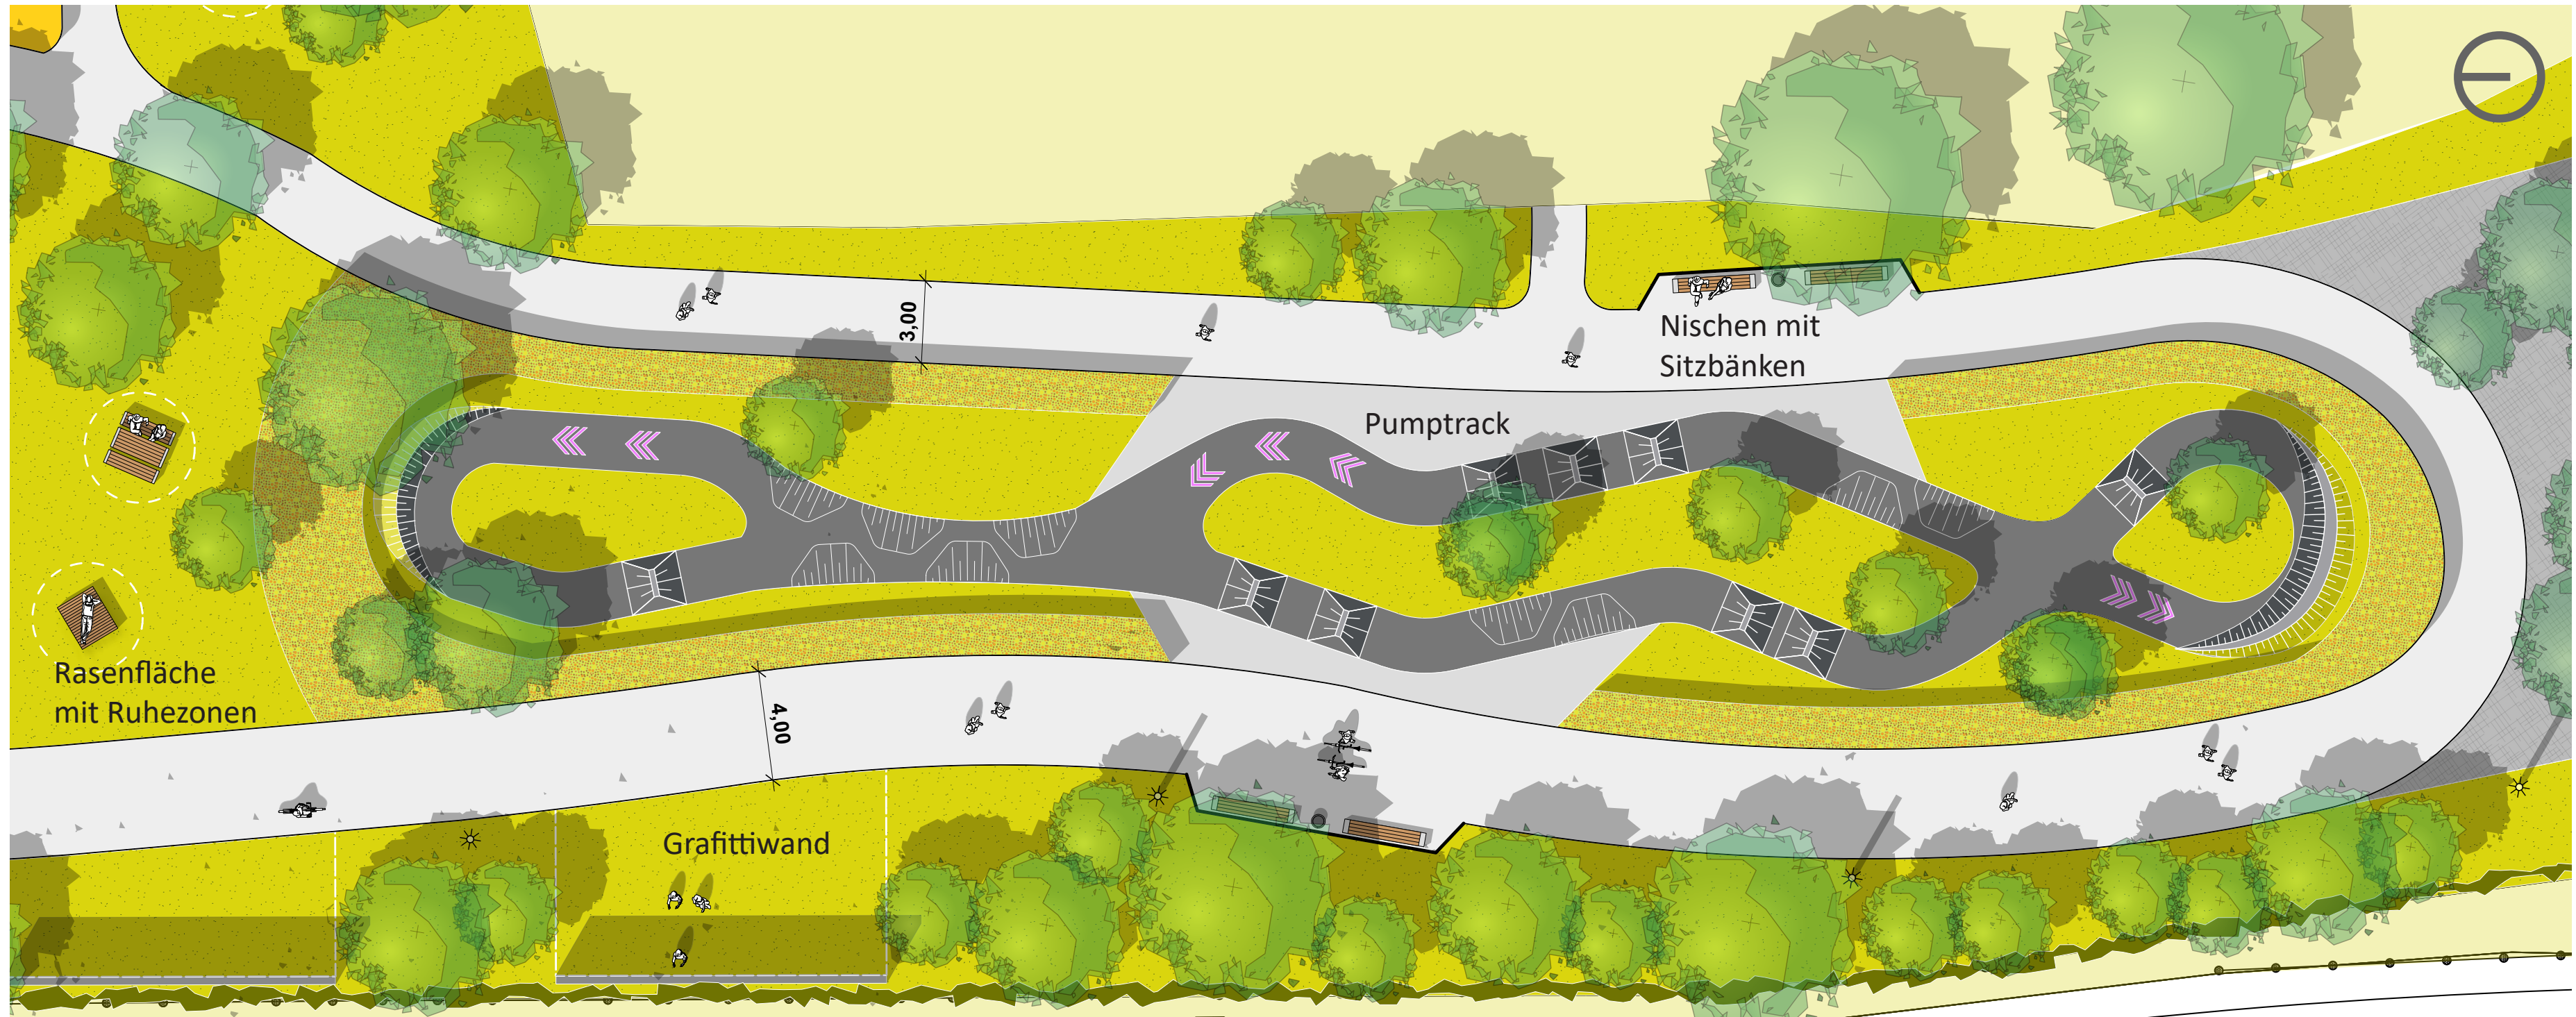 3,00
Nischen mit
Sitzbänken
Pumptrack
Rasenfläche
mit Ruhezonen
4,00
Grafittiwand